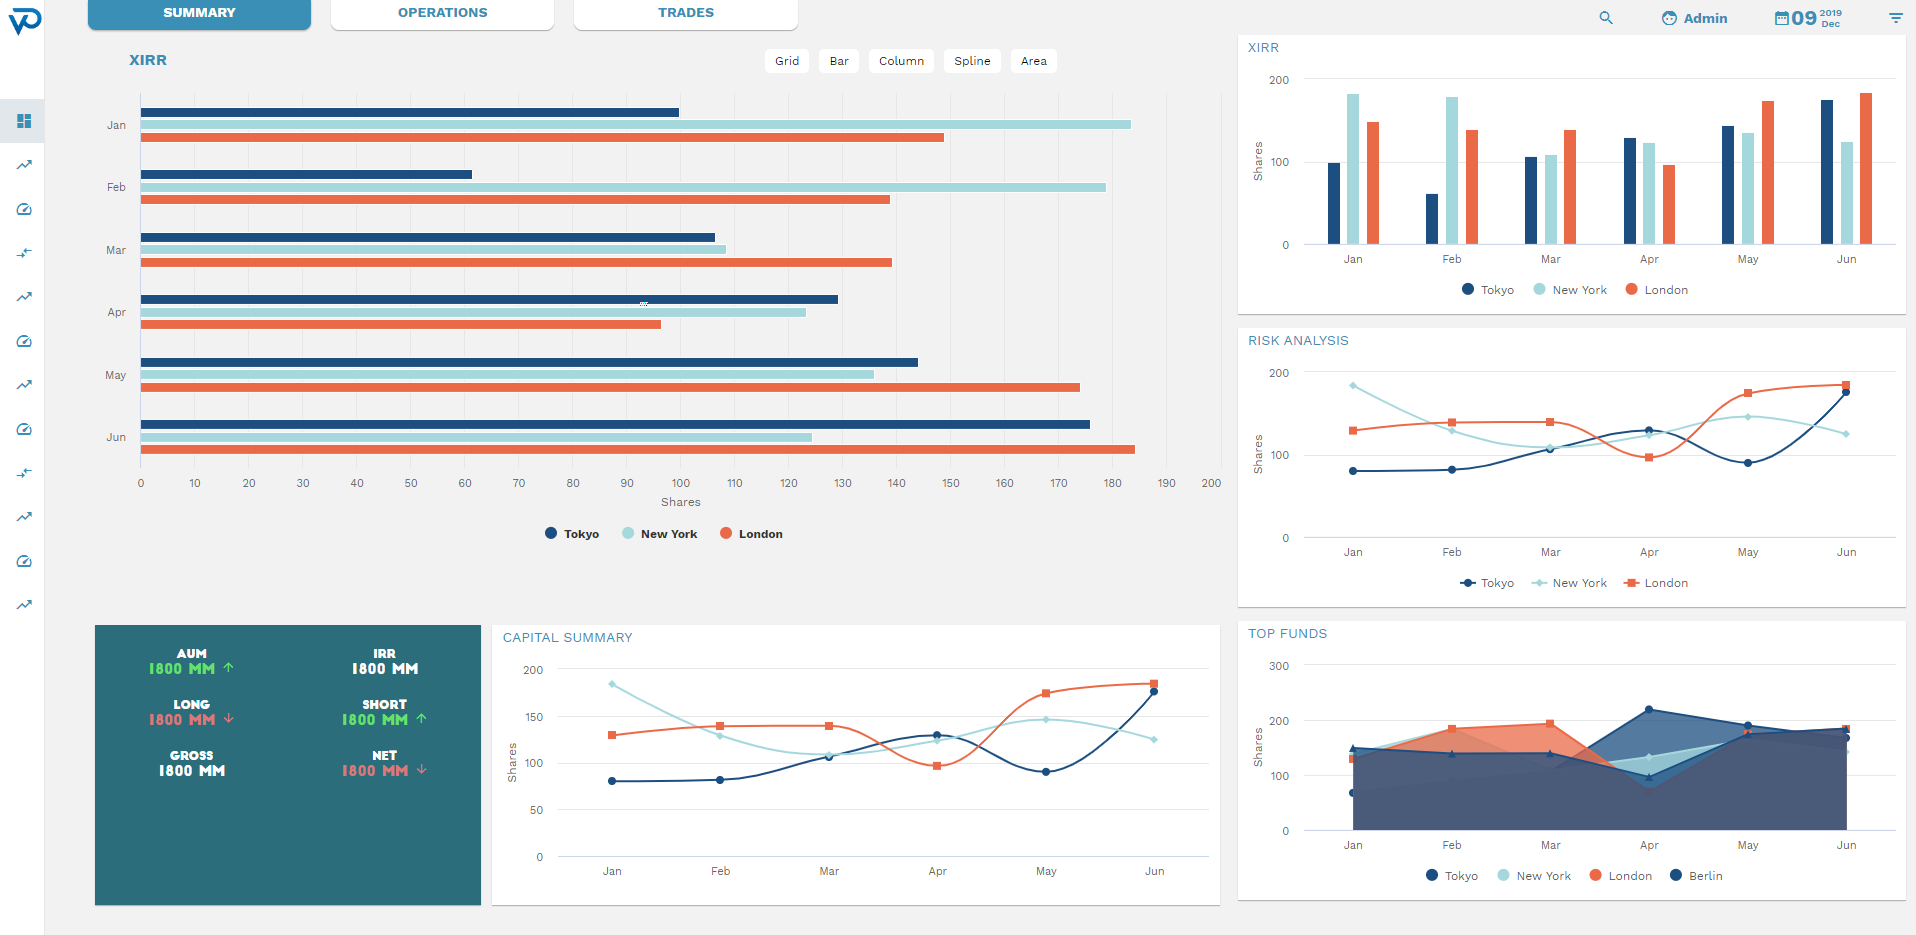 SUMMARY OPERATIONS TRADES
Admin 09 2019 Dec
XIRR
Grid Bar Column Spline Area
Jan
Feb
Mar
Apr
May
Jun
0 10 20 30 40 50 60 70 80 90 100 110 120 130 140 150 160 170 180 190 200
Shares
Tokyo New York London
XIRR
200
100
0
Shares
Jan Feb Mar Apr May Jun
Tokyo New York London
RISK ANALYSIS
200
100
0
Shares
Jan Feb Mar Apr May Jun
Tokyo New York London
AUM IRR
1800 MM 1800 MM
LONG SHORT
1800 MM 1800 MM
GROSS NET
1800 MM 1800 MM
CAPITAL SUMMARY
200
150
100
50
0
Shares
Jan Feb Mar Apr May Jun
TOP FUNDS
300
200
100
0
Shares
Jan Feb Mar Apr May Jun
Tokyo New York London Berlin